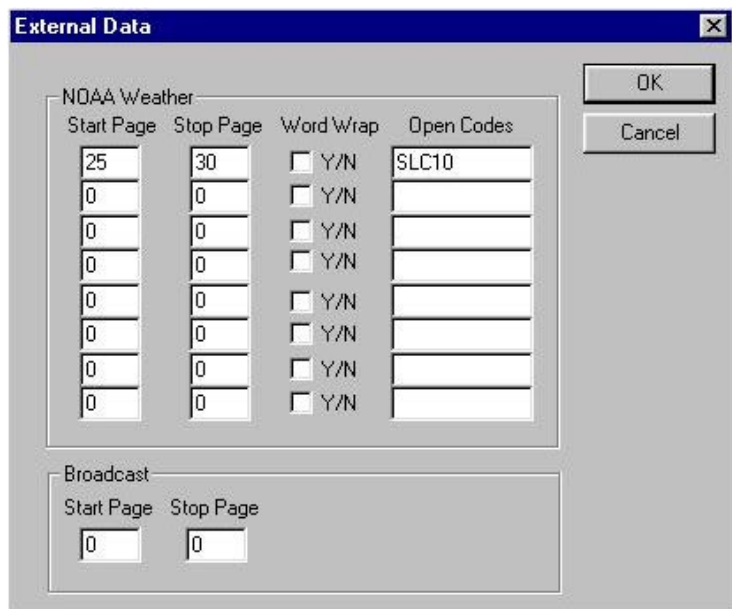 External Data
OK
Cancel
NOAA Weather
Start Page Stop Page Word Wrap Open Codes
25 30 Y/N SLC10
0 0 Y/N
0 0 Y/N
0 0 Y/N
0 0 Y/N
0 0 Y/N
0 0 Y/N
0 0 Y/N
Broadcast
Start Page Stop Page
0 0